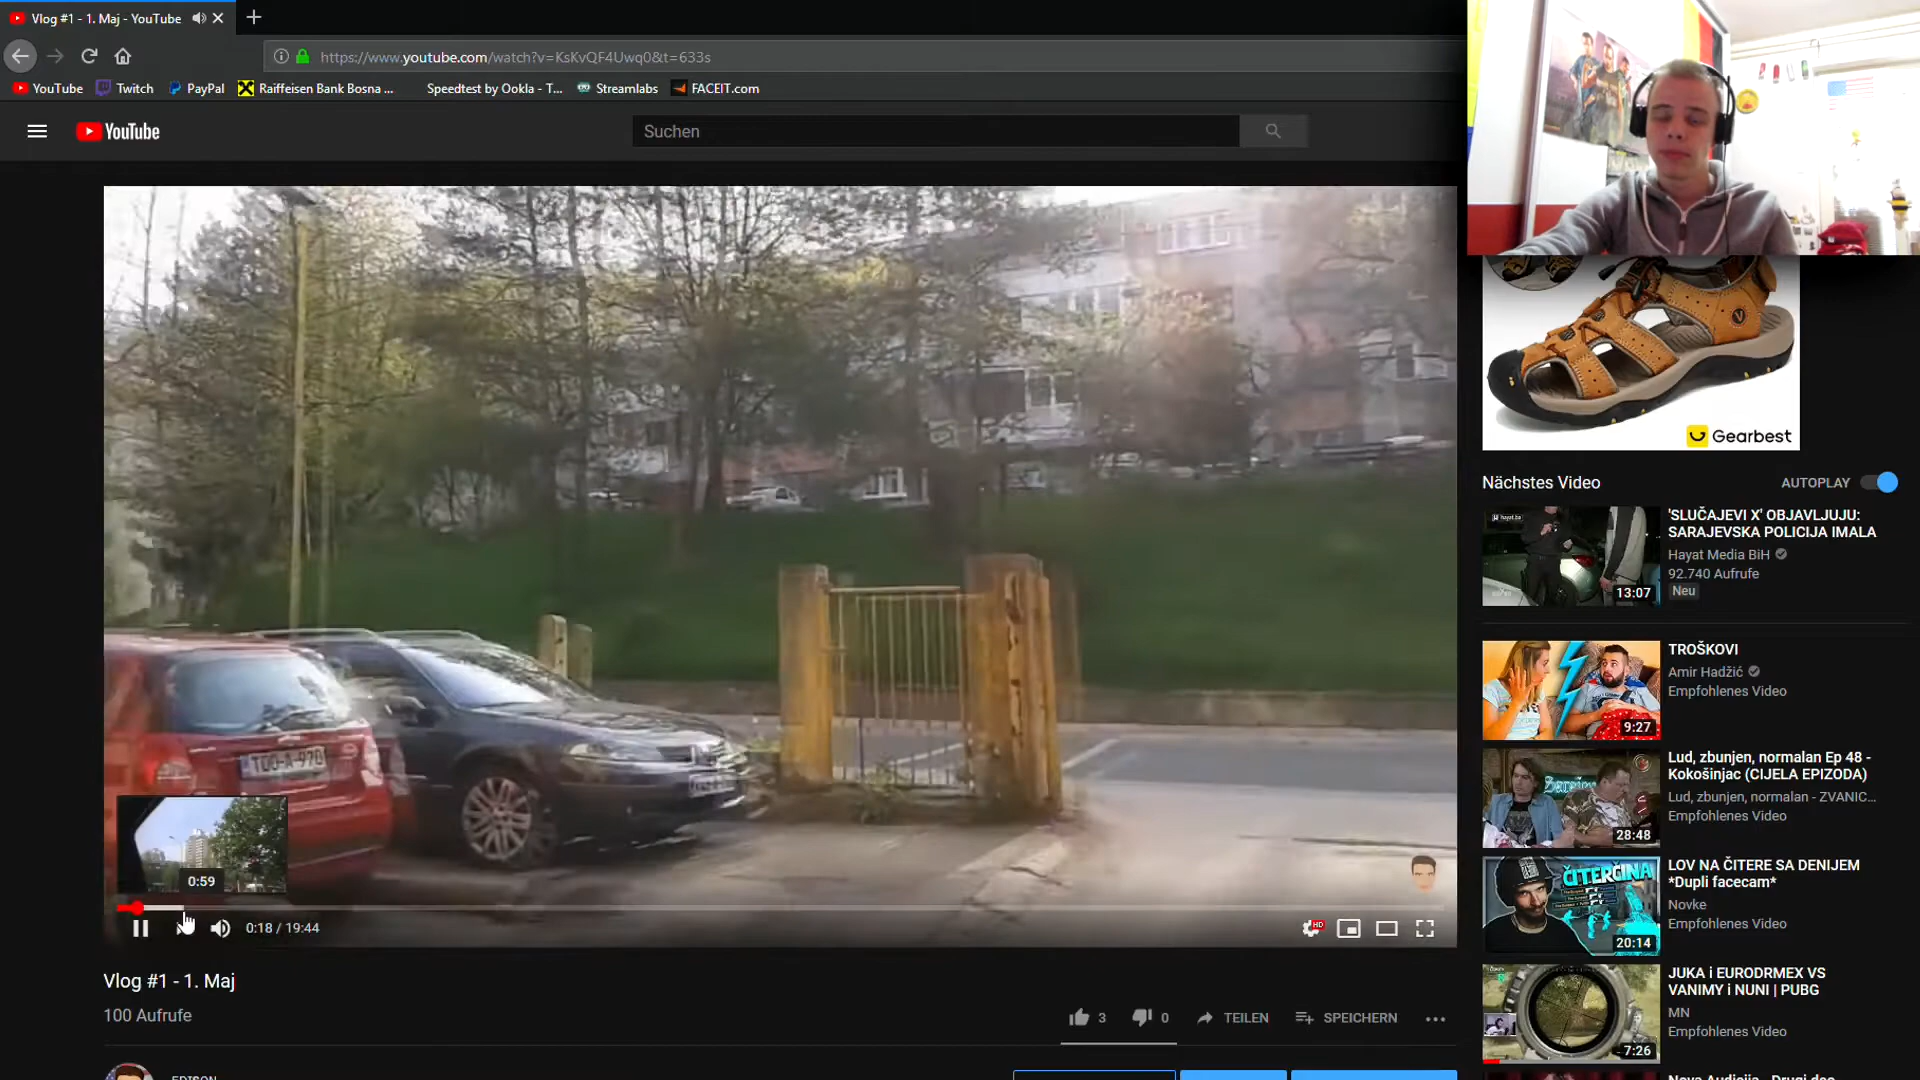 Vlog #1 - 1. Maj - YouTube
https://www.youtube.com/watch?v=KsKvQF4Uwq0&t=633s
YouTube
Twitch
PayPal
Raiffeisen Bank Bosna ...
Speedtest by Ookla - T...
Streamlabs
FACEIT.com
YouTube
Suchen
Gearbest
0:59
0:18 / 19:44
HD
Vlog #1 - 1. Maj
100 Aufrufe
3
0
TEILEN
SPEICHERN
EDISON
Nächstes Video
AUTOPLAY
'SLUČAJEVI X' OBJAVLJUJU:
SARAJEVSKA POLICIJA IMALA
Hayat Media BiH
92.740 Aufrufe
Neu
13:07
TROŠKOVI
Amir Hadžić
Empfohlenes Video
9:27
Lud, zbunjen, normalan Ep 48 -
Kokošinjac (CIJELA EPIZODA)
Lud, zbunjen, normalan - ZVANIC...
Empfohlenes Video
28:48
LOV NA ČITERE SA DENIJEM
*Dupli facecam*
Novke
Empfohlenes Video
ČITERČINA
20:14
JUKA i EURODRMEX VS
VANIMY i NUNI | PUBG
MN
Empfohlenes Video
7:26